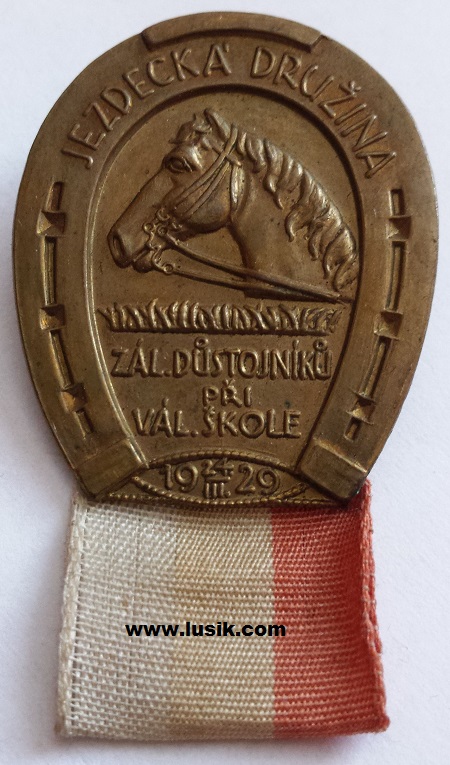 JEZDECKÁ DRUŽINA
ZÁL. DŮSTOJNÍKŮ
PŘI
VÁL. ŠKOLE
19 24/III. 29
www.lusik.com